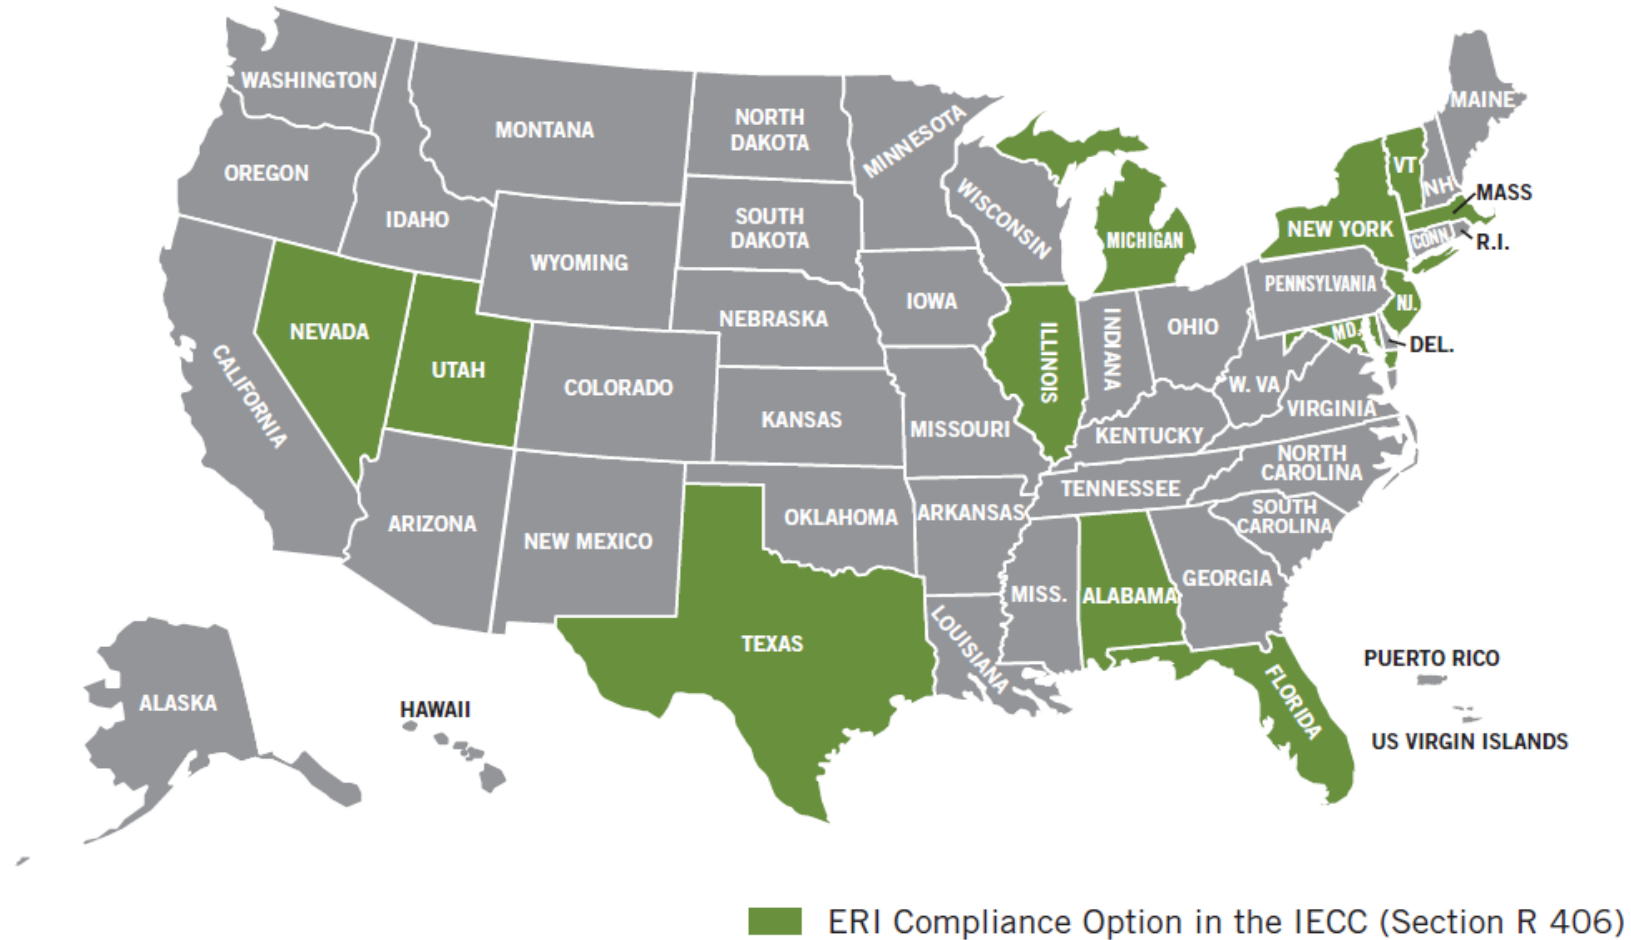 WASHINGTON
OREGON
IDAHO
MONTANA
NORTH
DAKOTA
MINNESOTA
MAINE
VT
NH
MASS
NEW YORK
CONN.
R.I.
MICHIGAN
WISCONSIN
SOUTH
DAKOTA
WYOMING
PENNSYLVANIA
NJ.
MD.
DEL.
IOWA
NEBRASKA
NEVADA
UTAH
CALIFORNIA
COLORADO
KANSAS
MISSOURI
ILLINOIS
INDIANA
OHIO
W. VA
VIRGINIA
KENTUCKY
NORTH
CAROLINA
TENNESSEE
SOUTH
CAROLINA
ARKANSAS
OKLAHOMA
ARIZONA
NEW MEXICO
TEXAS
LOUISIANA
MISS.
ALABAMA
GEORGIA
FLORIDA
ALASKA
HAWAII
PUERTO RICO
US VIRGIN ISLANDS
ERI Compliance Option in the IECC (Section R 406)